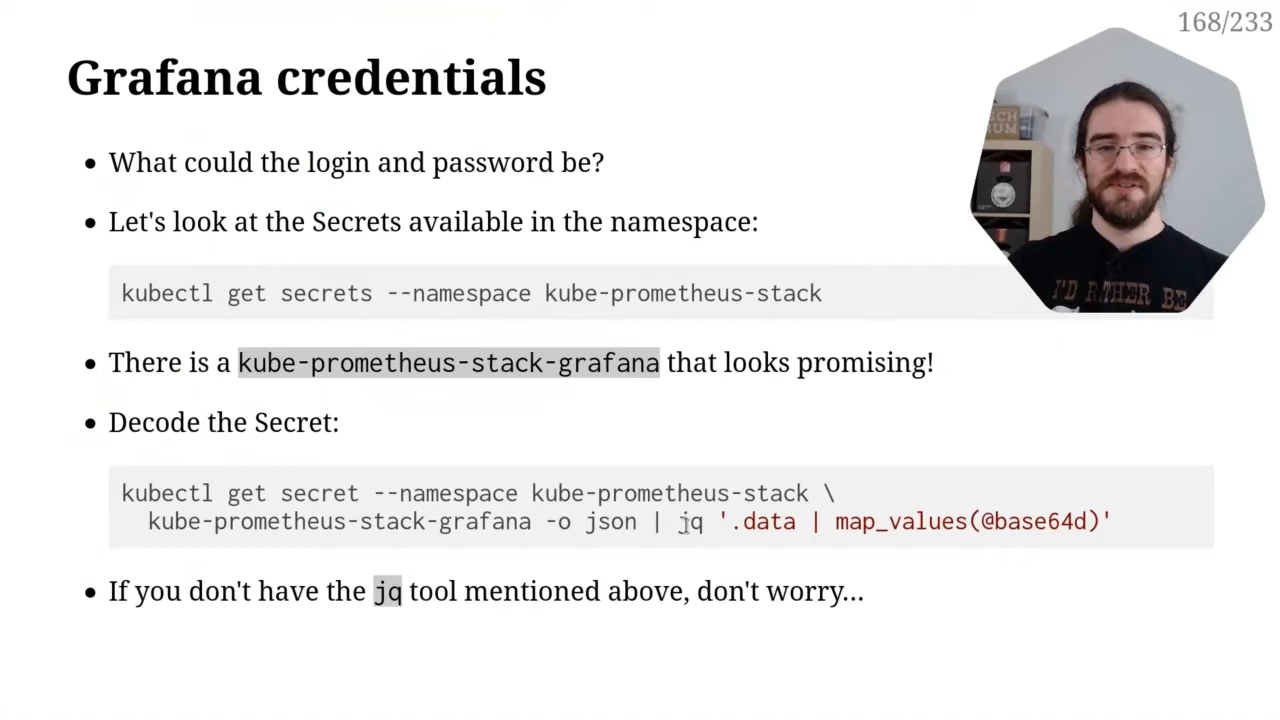 168/233
Grafana credentials
What could the login and password be?
Let's look at the Secrets available in the namespace:
kubectl get secrets --namespace kube-prometheus-stack
There is a kube-prometheus-stack-grafana that looks promising!
Decode the Secret:
kubectl get secret --namespace kube-prometheus-stack \
kube-prometheus-stack-grafana -o json | jq '.data | map_values(@base64d)'
If you don't have the jq tool mentioned above, don't worry...
I'D RATHER BE